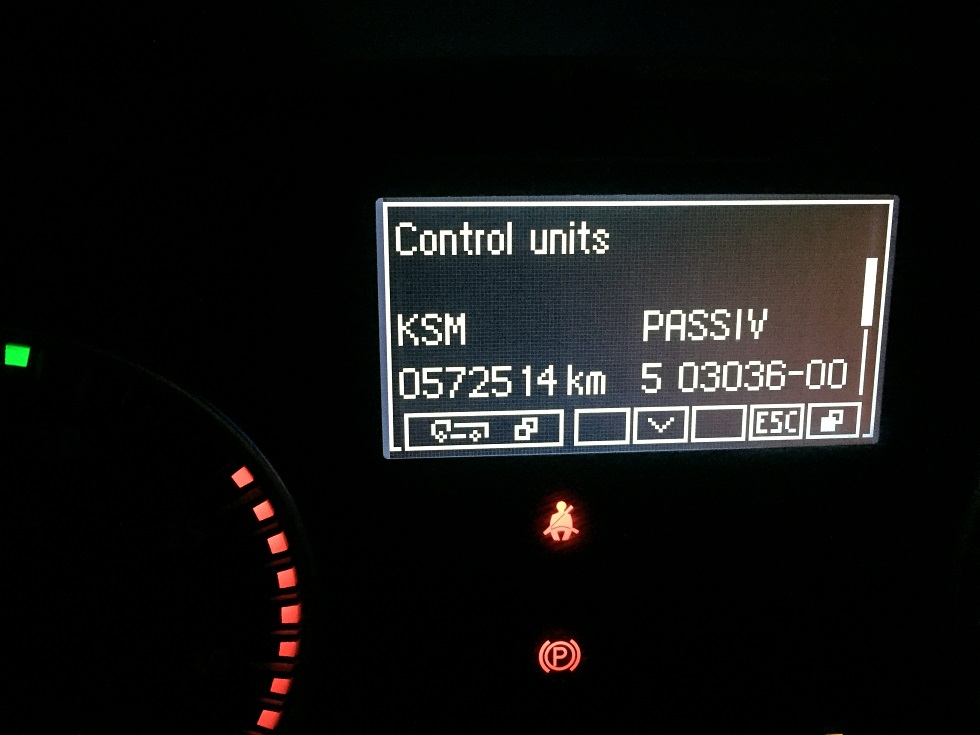 Control units
KSM PASSIV
0572514 km 5 03036-00
ESC
P